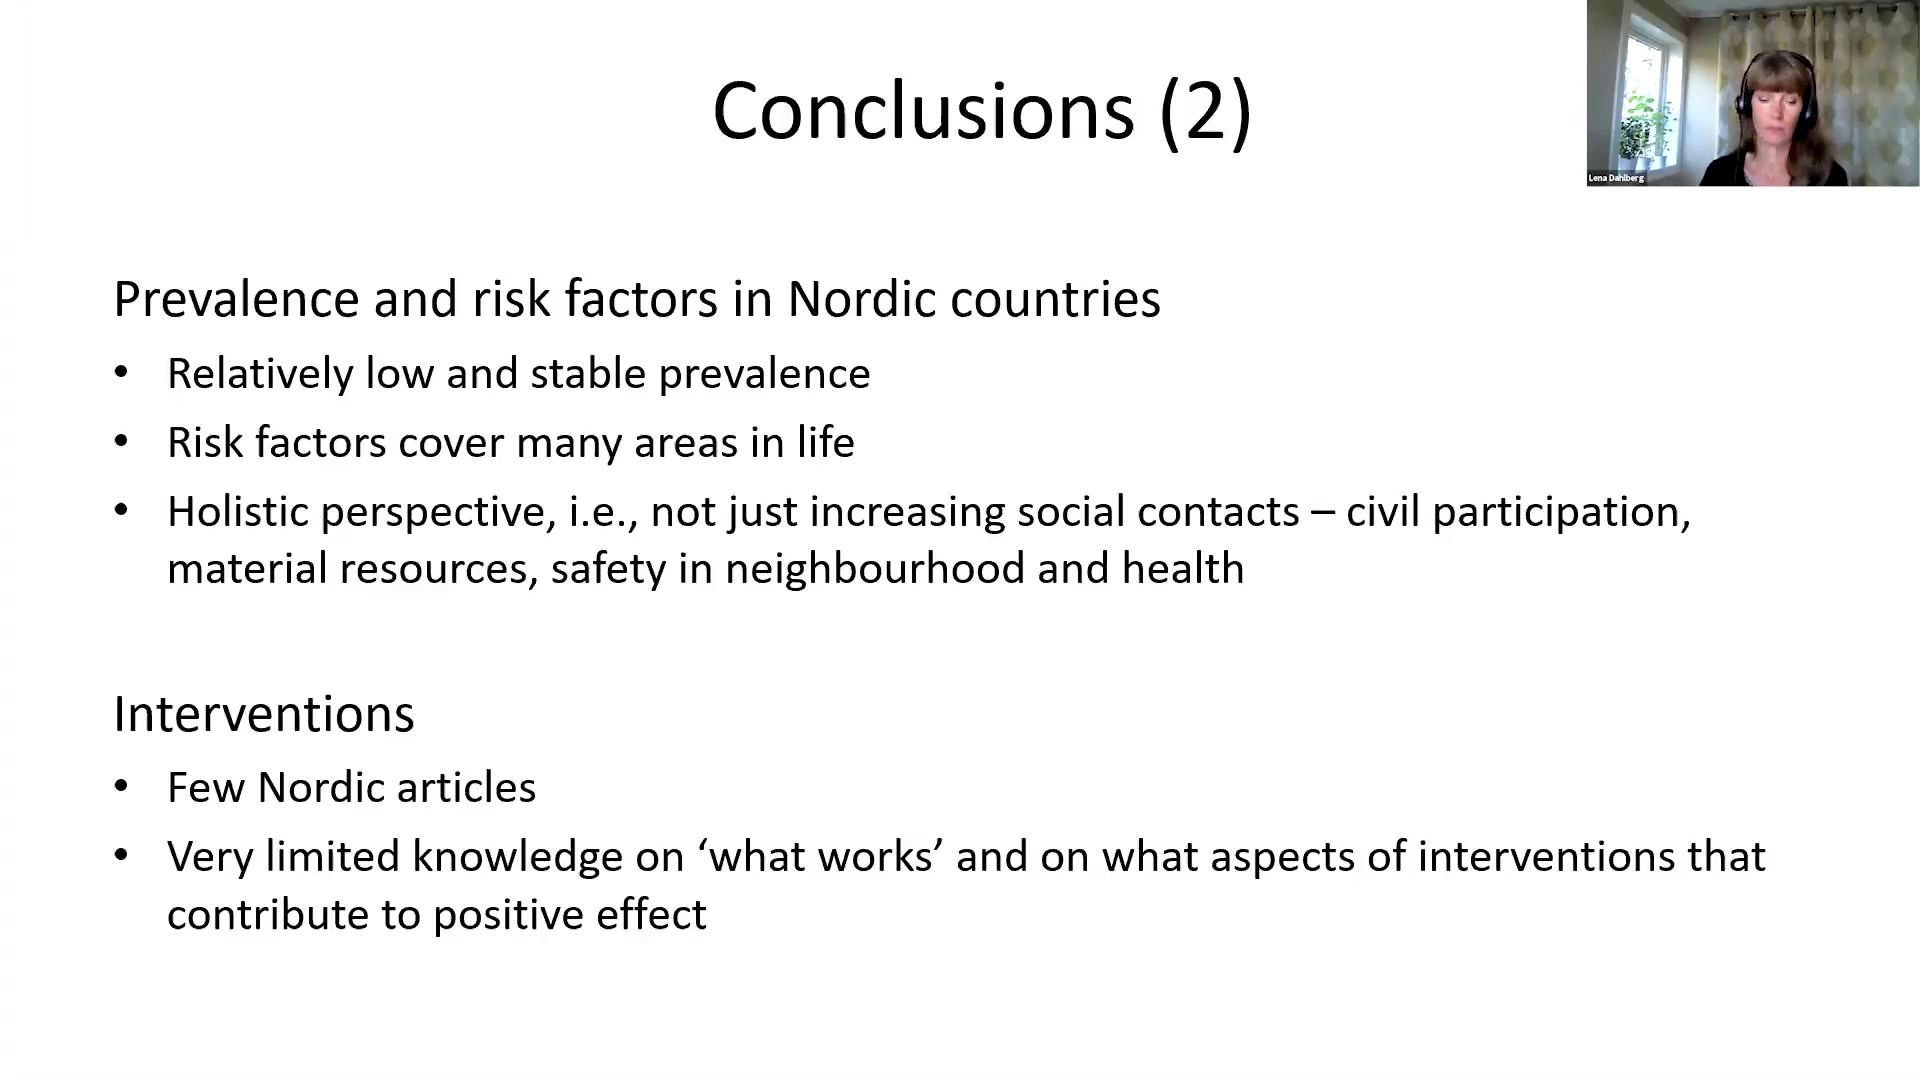 Conclusions (2)
Lena Dahlberg
Prevalence and risk factors in Nordic countries
• Relatively low and stable prevalence
• Risk factors cover many areas in life
• Holistic perspective, i.e., not just increasing social contacts – civil participation,
material resources, safety in neighbourhood and health
Interventions
• Few Nordic articles
• Very limited knowledge on ‘what works’ and on what aspects of interventions that
contribute to positive effect